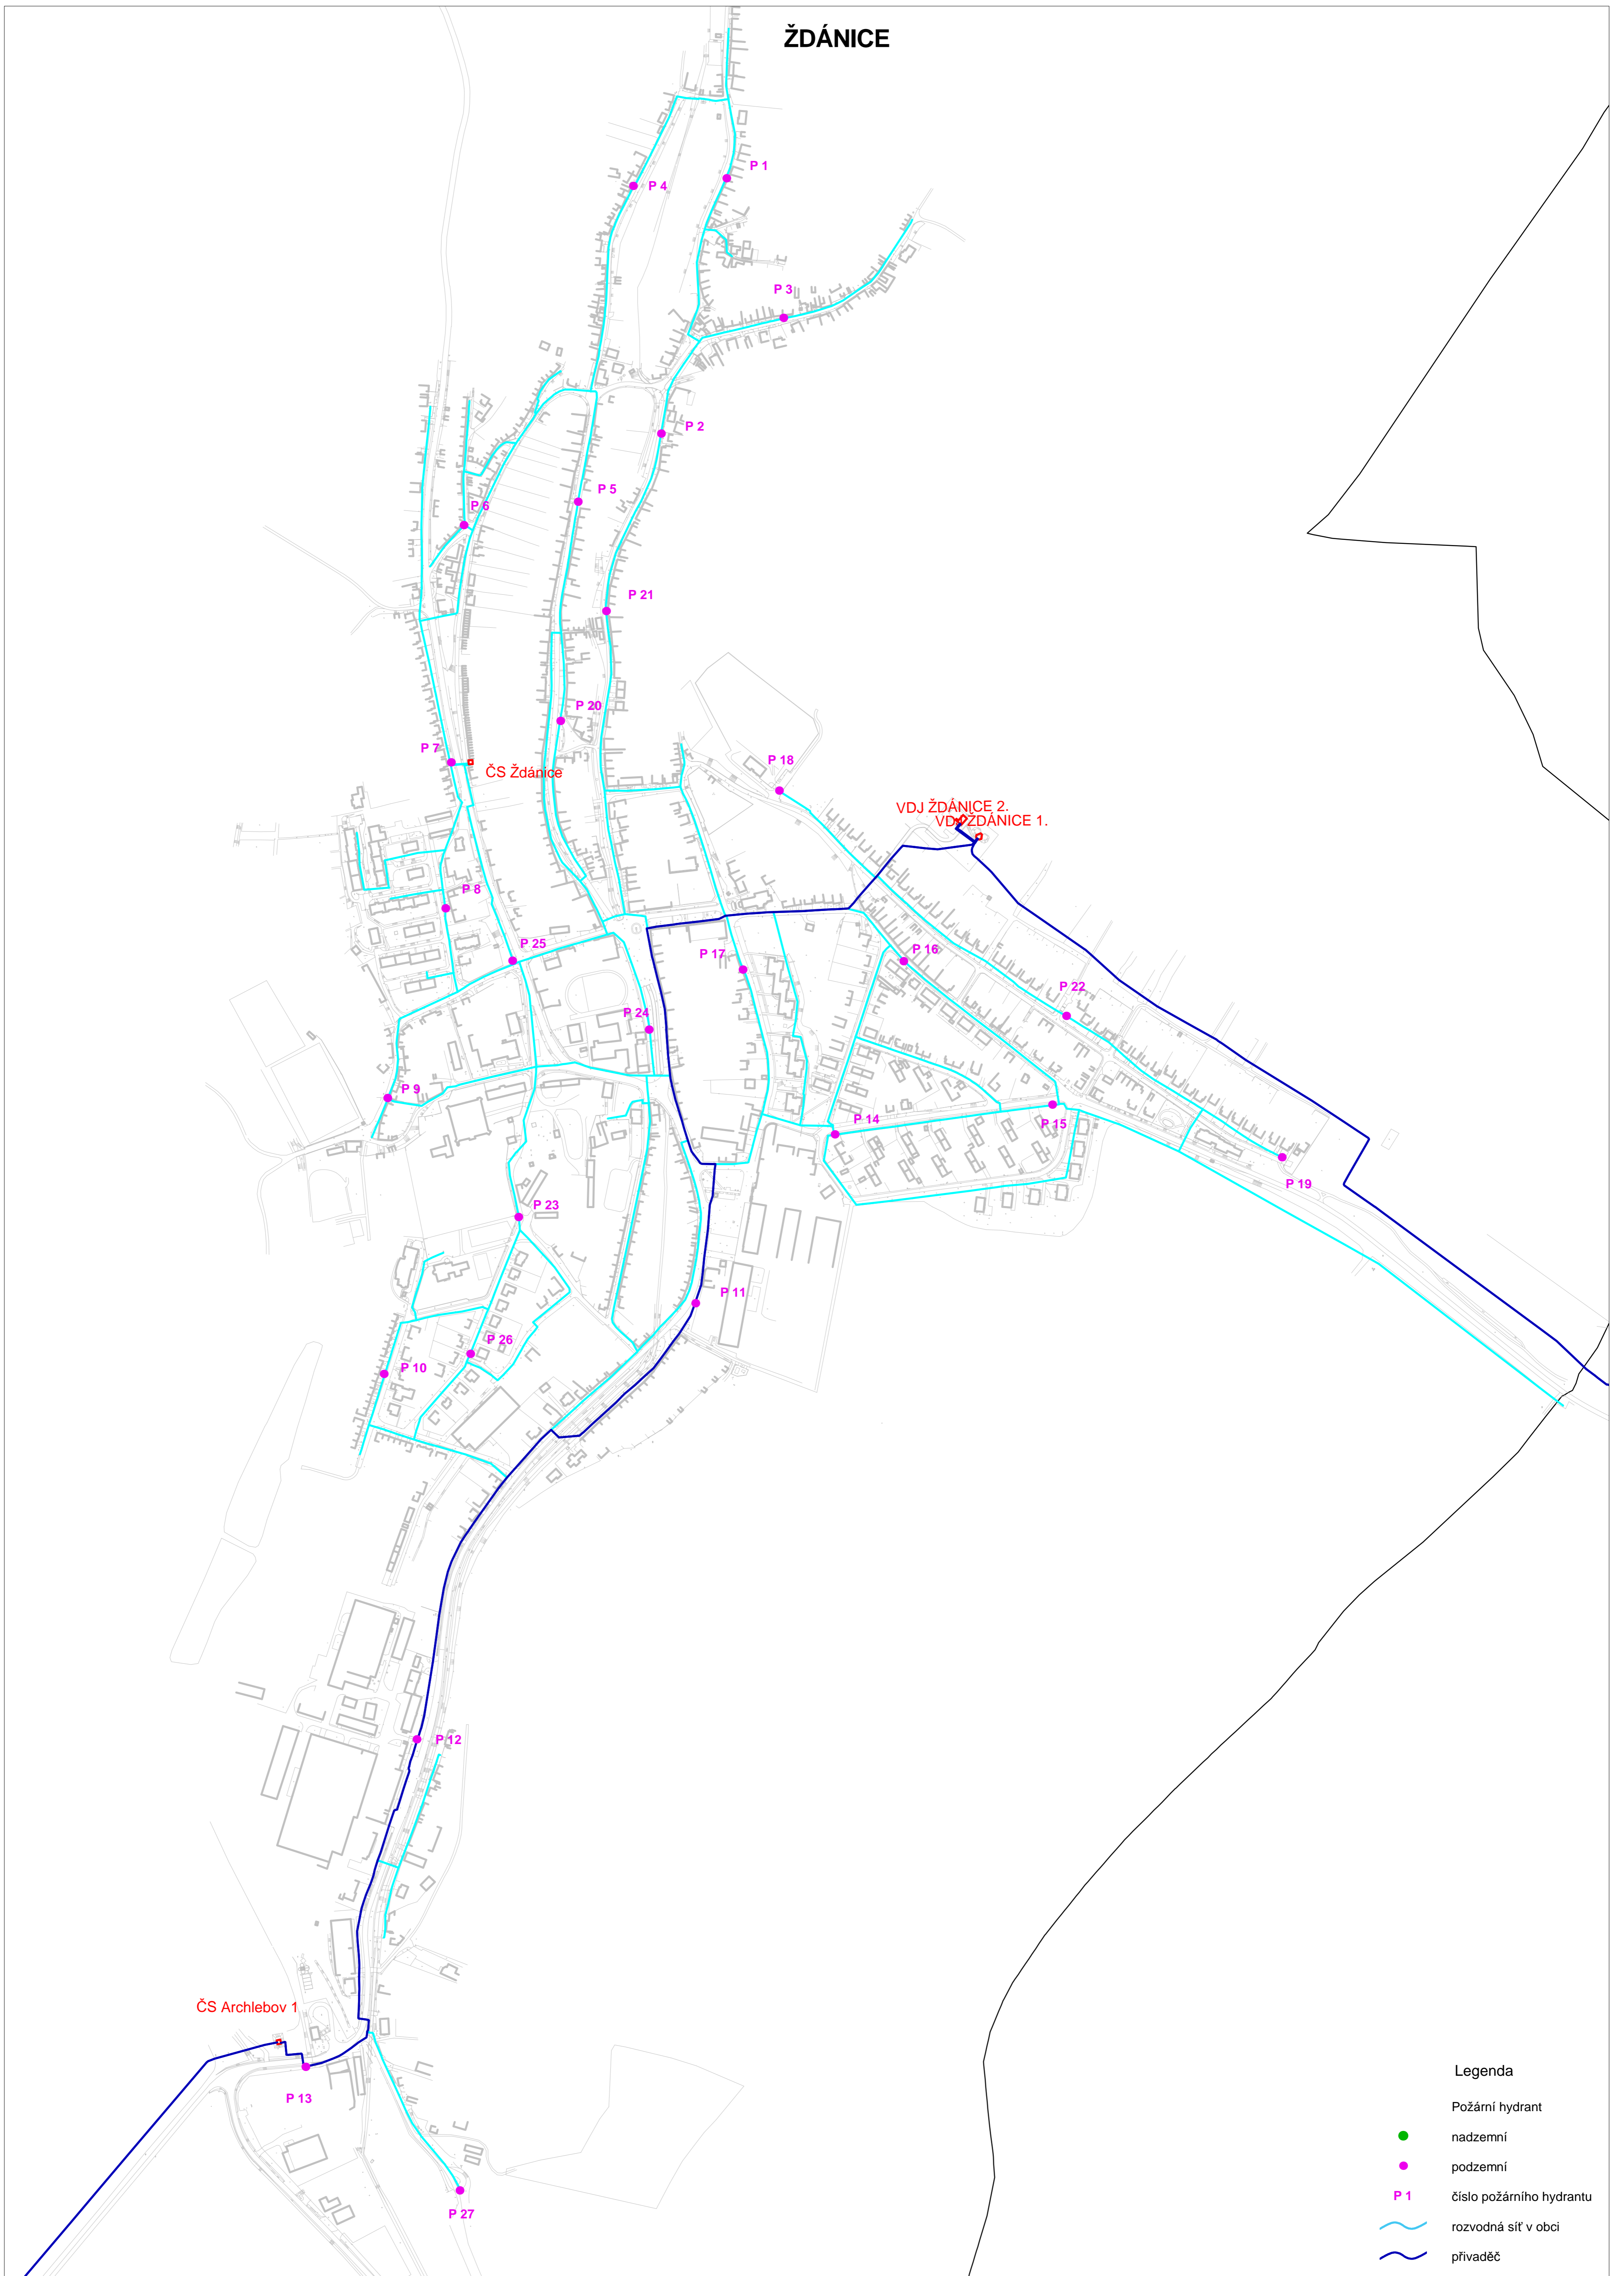 ŽDÁNICE
P 1
P 4
P 3
P 2
P 5
P 6
P 21
P 20
P 7
ČS Ždánice
P 18
VDJ ŽDÁNICE 2.
VDJ ŽDÁNICE 1.
P 8
P 25
P 17
P 16
P 22
P 24
P 9
P 14
P 15
P 19
P 23
P 11
P 26
P 10
P 12
ČS Archlebov 1
P 13
P 27
Legenda
Požární hydrant
nadzemní
podzemní
P 1 číslo požárního hydrantu
rozvodná síť v obci
přivaděč